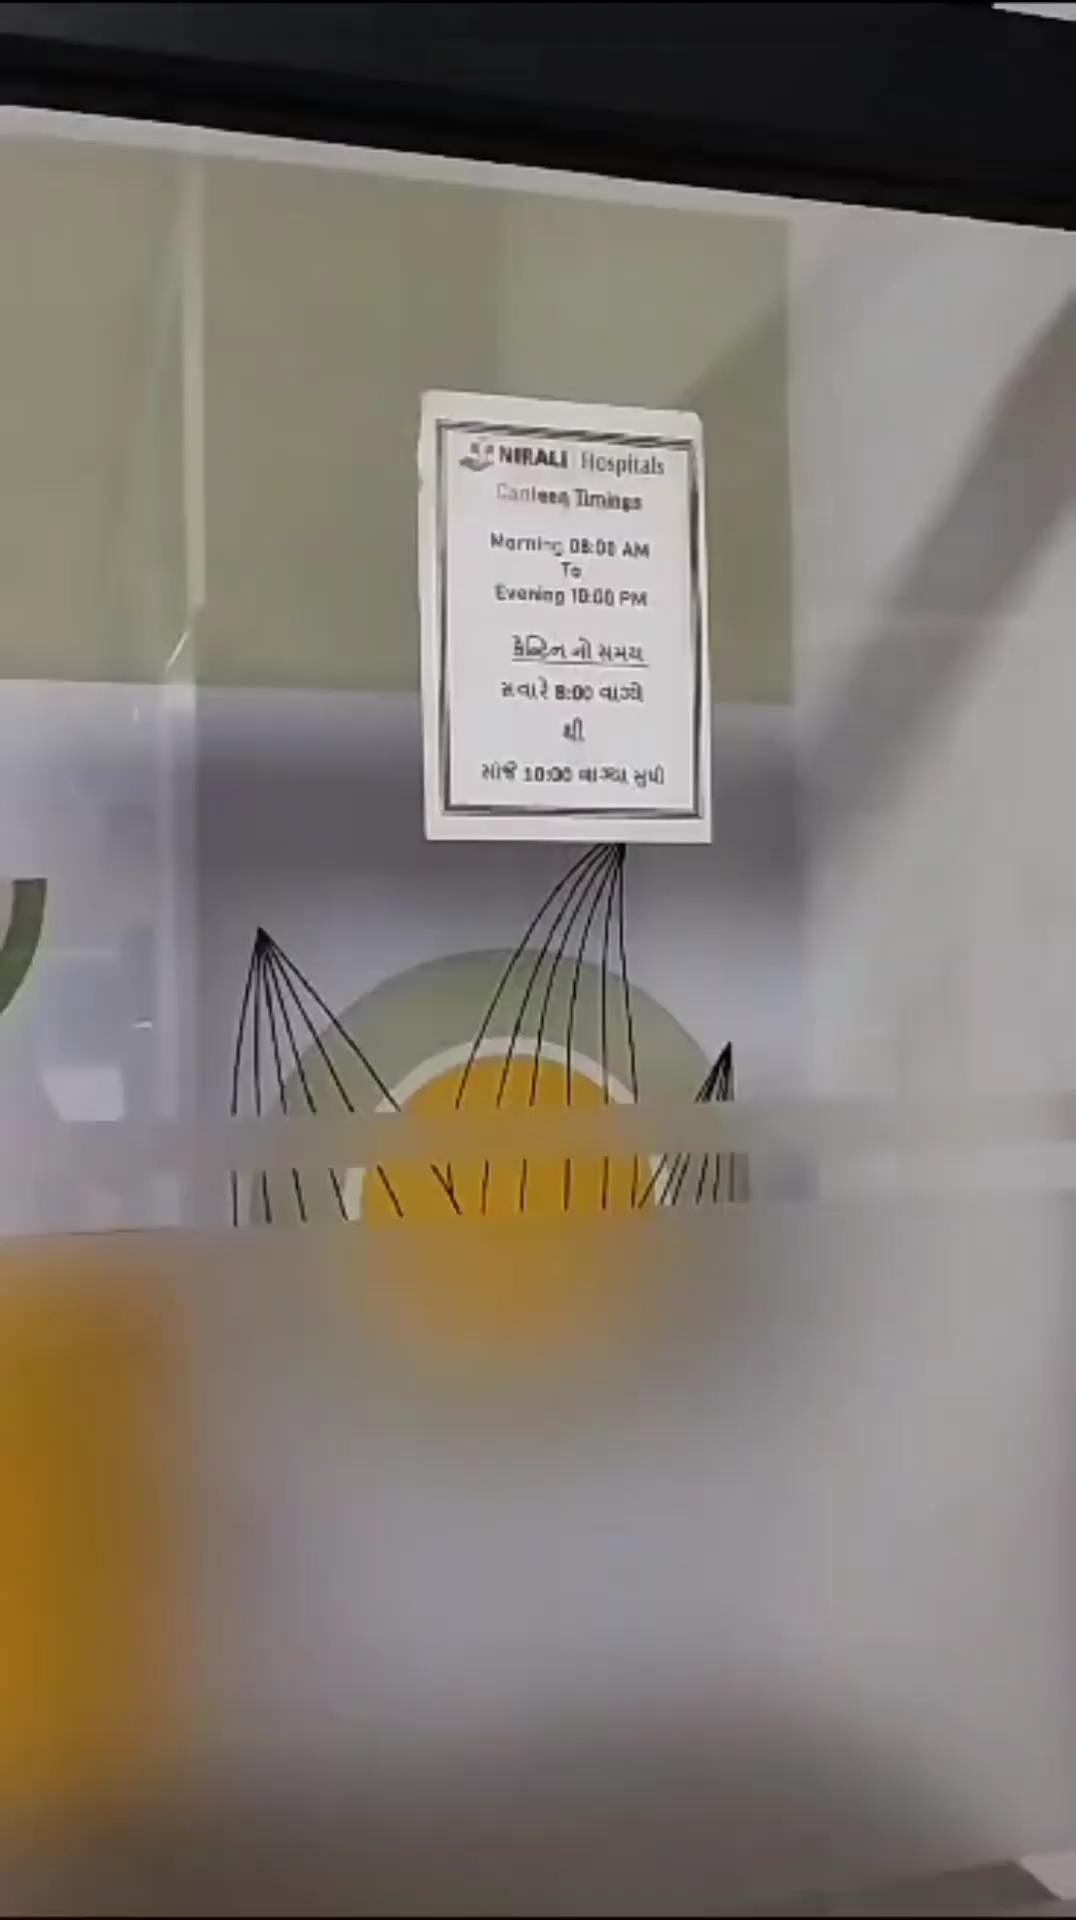 NIRALI Hospitals
Canteen Timings
Morning 08:00 AM
To
Evening 10:00 PM
કેન્ટિન નો સમય
સવારે 8:00 વાગ્યે
થી
સાંજે 10:00 વાગ્યા સુધી